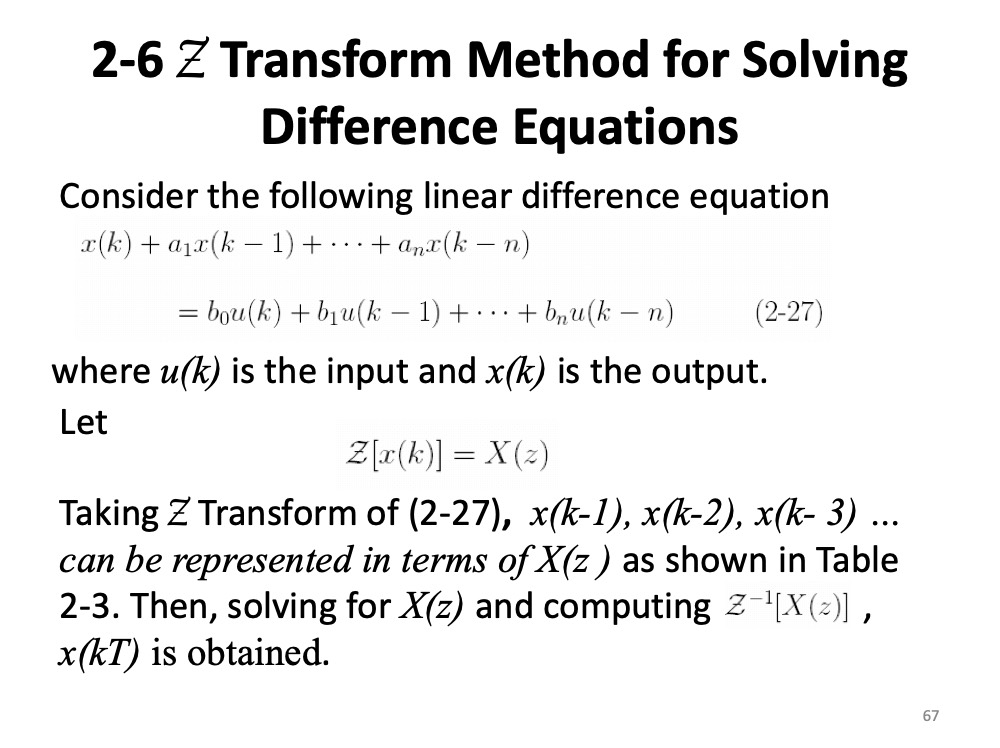 2-6 𝒵 Transform Method for Solving
Difference Equations
Consider the following linear difference equation
x(k) + a₁x(k − 1) + ⋯ + aₙx(k − n)
= b₀u(k) + b₁u(k − 1) + ⋯ + bₙu(k − n) (2-27)
where u(k) is the input and x(k) is the output.
Let
𝒵[x(k)] = X(z)
Taking 𝒵 Transform of (2-27), x(k-1), x(k-2), x(k- 3) …
can be represented in terms of X(z ) as shown in Table
2-3. Then, solving for X(z) and computing 𝒵⁻¹[X(z)] ,
x(kT) is obtained.
67